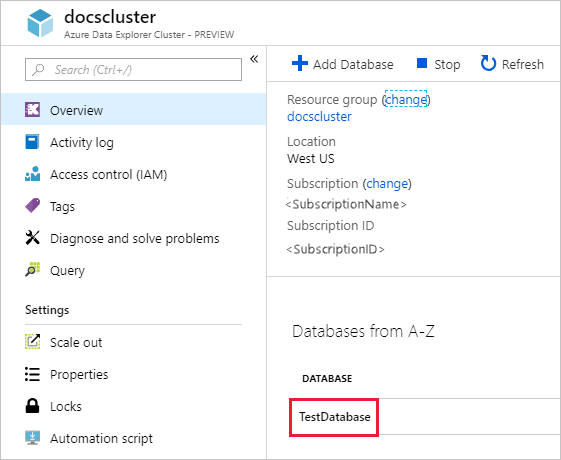 docscluster
Azure Data Explorer Cluster - PREVIEW
Search (Ctrl+/)
«
Overview
Activity log
Access control (IAM)
Tags
Diagnose and solve problems
Query
Settings
Scale out
Properties
Locks
Automation script
Add Database
Stop
Refresh
Resource group (change)
docscluster
Location
West US
Subscription (change)
<SubscriptionName>
Subscription ID
<SubscriptionID>
Databases from A-Z
DATABASE
TestDatabase